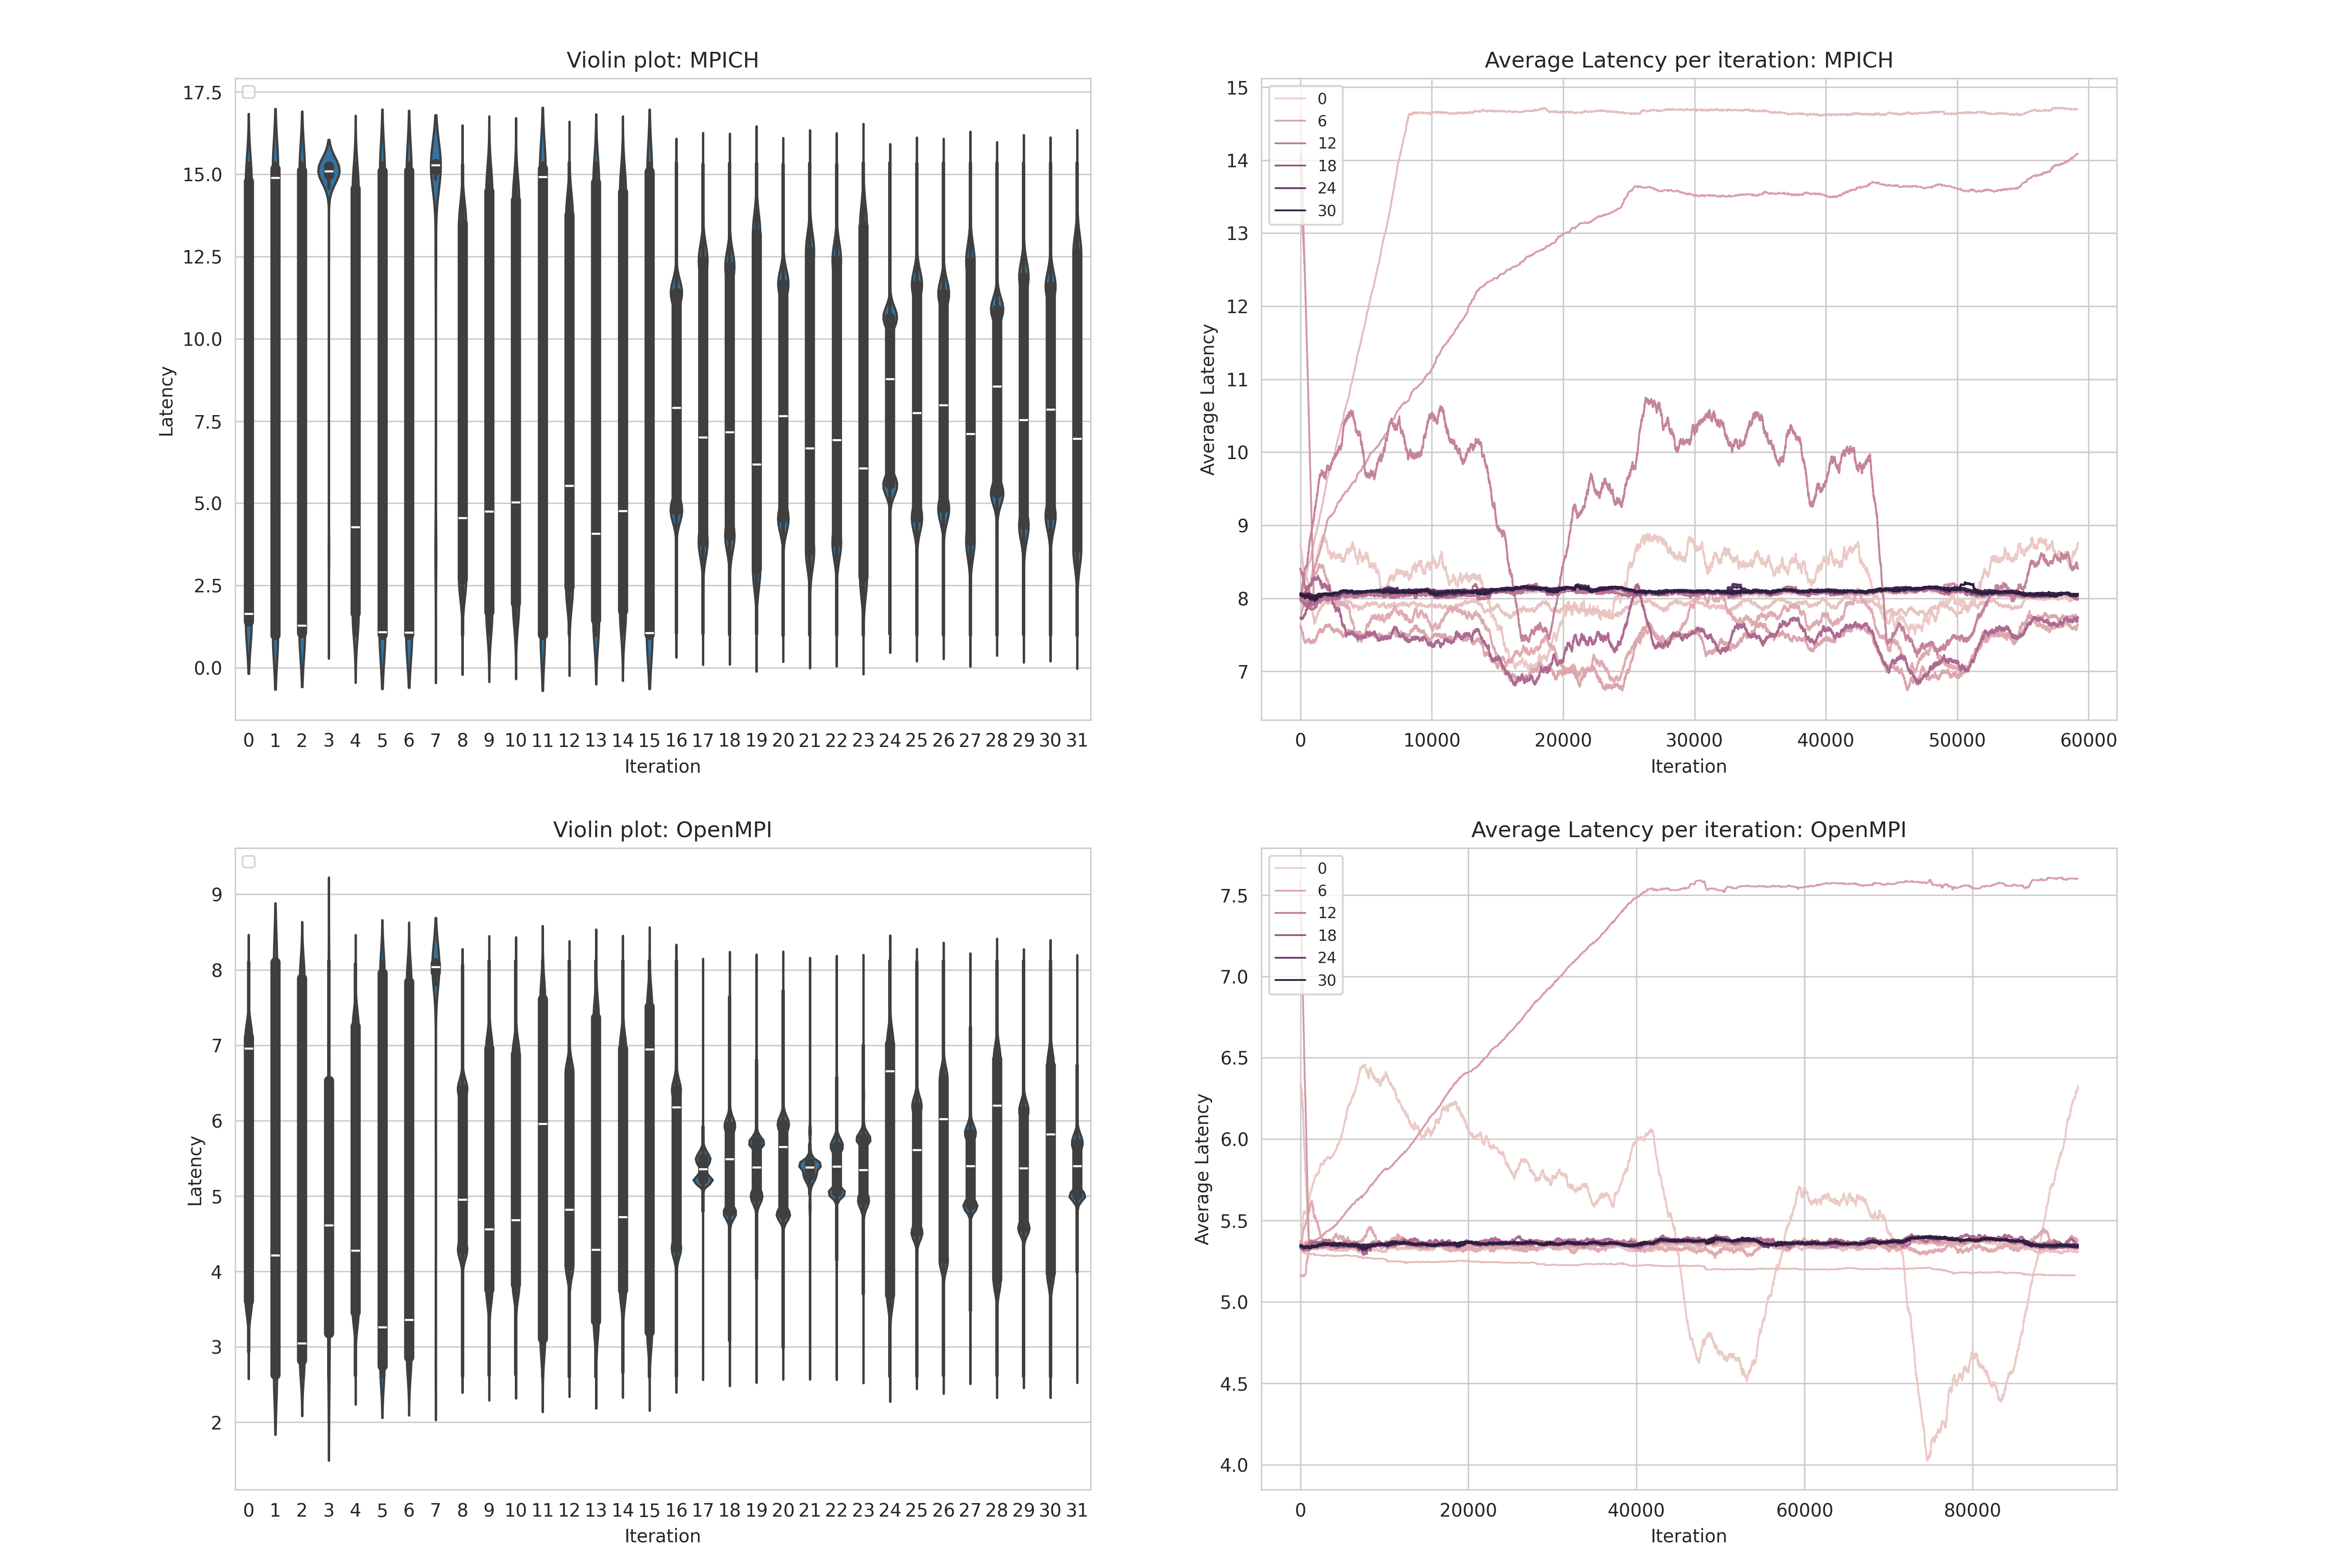 Violin plot: MPICH
17.5
15.0
12.5
10.0
7.5
5.0
2.5
0.0
Latency
0 1 2 3 4 5 6 7 8 9 10 11 12 13 14 15 16 17 18 19 20 21 22 23 24 25 26 27 28 29 30 31
Iteration
Average Latency per iteration: MPICH
15
14
13
12
11
10
9
8
7
Average Latency
0
6
12
18
24
30
0 10000 20000 30000 40000 50000 60000
Iteration
Violin plot: OpenMPI
9
8
7
6
5
4
3
2
Latency
0 1 2 3 4 5 6 7 8 9 10 11 12 13 14 15 16 17 18 19 20 21 22 23 24 25 26 27 28 29 30 31
Iteration
Average Latency per iteration: OpenMPI
7.5
7.0
6.5
6.0
5.5
5.0
4.5
4.0
Average Latency
0
6
12
18
24
30
0 20000 40000 60000 80000
Iteration